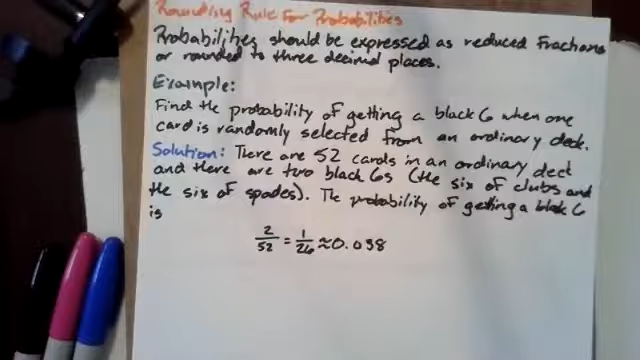 Rounding Rule For Probabilities
Probabilities should be expressed as reduced Fractions
or rounded to three decimal places.
Example:
Find the probability of getting a black 6 when one
card is randomly selected from an ordinary deck.
Solution: There are 52 cards in an ordinary deck
and there are two black 6s (the six of clubs and
the six of spades). The probability of getting a black 6
is
2/52 = 1/26 ≈ 0.038